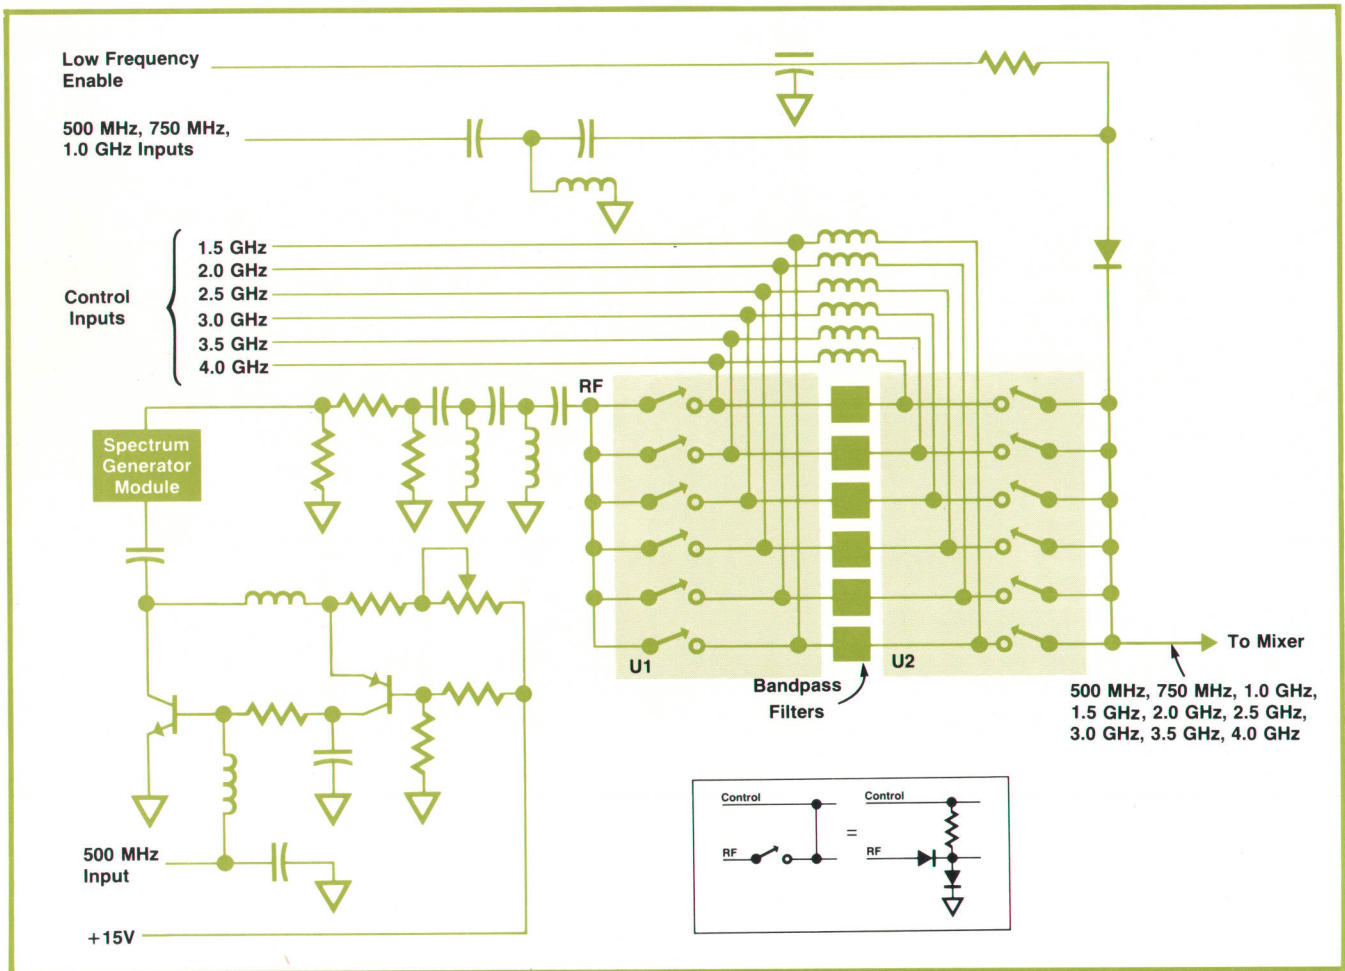 Low Frequency
Enable
500 MHz, 750 MHz,
1.0 GHz Inputs
Control
Inputs
1.5 GHz
2.0 GHz
2.5 GHz
3.0 GHz
3.5 GHz
4.0 GHz
RF
Spectrum
Generator
Module
U1
U2
Bandpass
Filters
To Mixer
500 MHz, 750 MHz, 1.0 GHz,
1.5 GHz, 2.0 GHz, 2.5 GHz,
3.0 GHz, 3.5 GHz, 4.0 GHz
500 MHz
Input
+15V
Control
RF
=
Control
RF